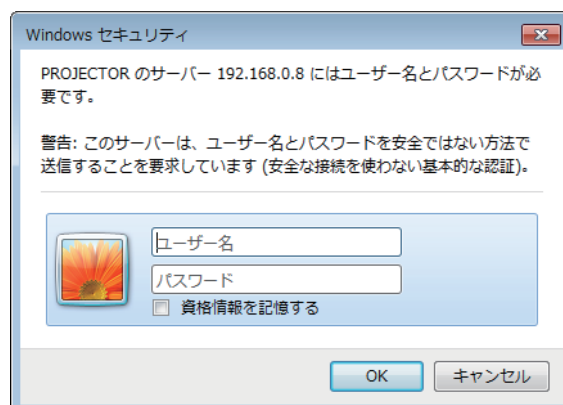 Windows セキュリティ
PROJECTOR のサーバー 192.168.0.8 にはユーザー名とパスワードが必
要です。
警告: このサーバーは、ユーザー名とパスワードを安全ではない方法で
送信することを要求しています (安全な接続を使わない基本的な認証)。
ユーザー名
パスワード
資格情報を記憶する
OK
キャンセル